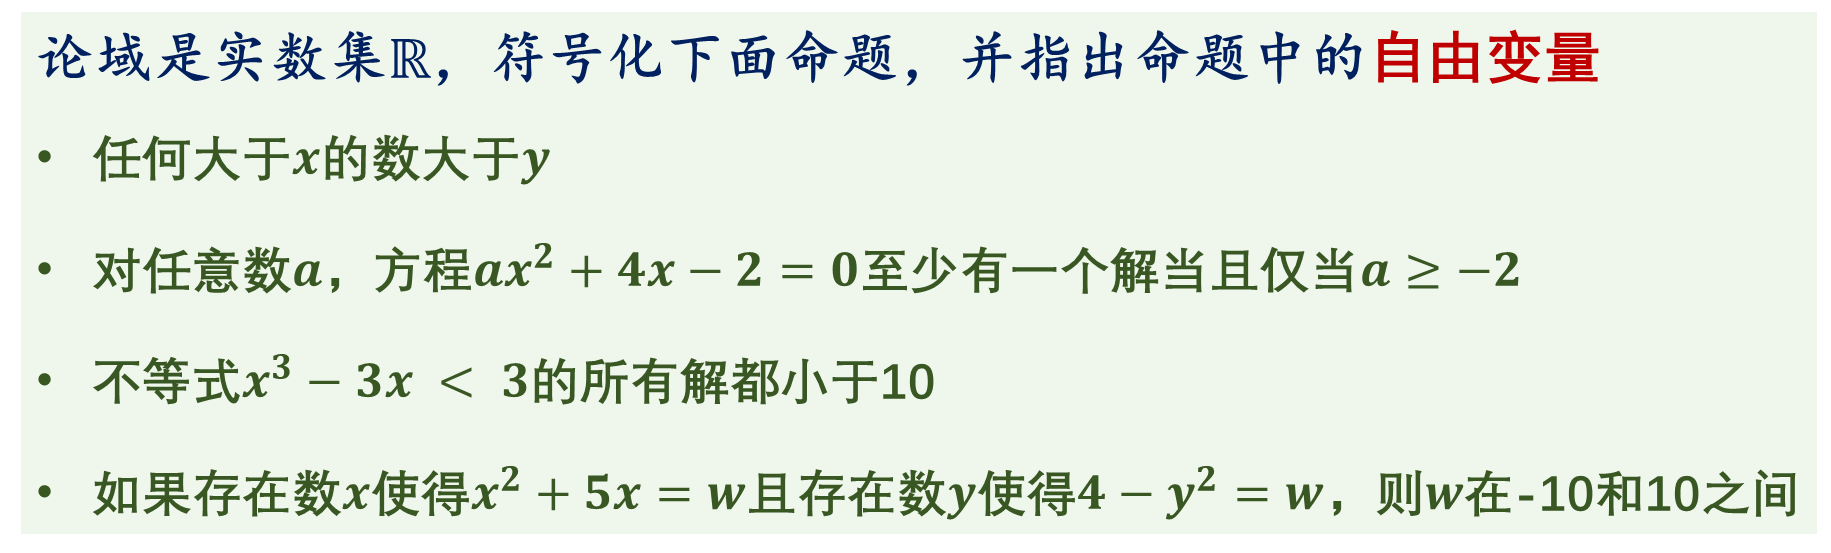 论域是实数集ℝ，符号化下面命题，并指出命题中的自由变量
• 任何大于x的数大于y
• 对任意数a，方程ax² + 4x − 2 = 0至少有一个解当且仅当a ≥ −2
• 不等式x³ − 3x < 3的所有解都小于10
• 如果存在数x使得x² + 5x = w且存在数y使得4 − y² = w，则w在-10和10之间